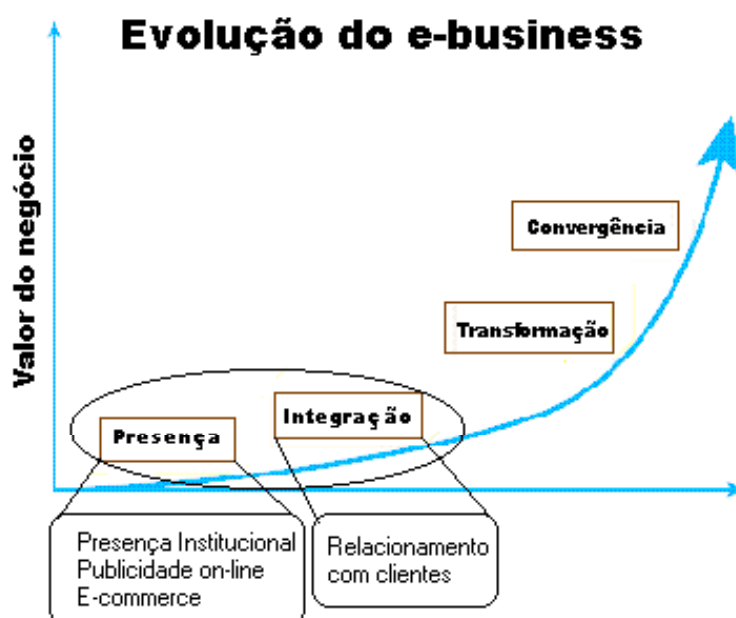 Evolução do e-business
Valor do negócio
Convergência
Transformação
Integração
Presença
Presença Institucional
Publicidade on-line
E-commerce
Relacionamento
com clientes